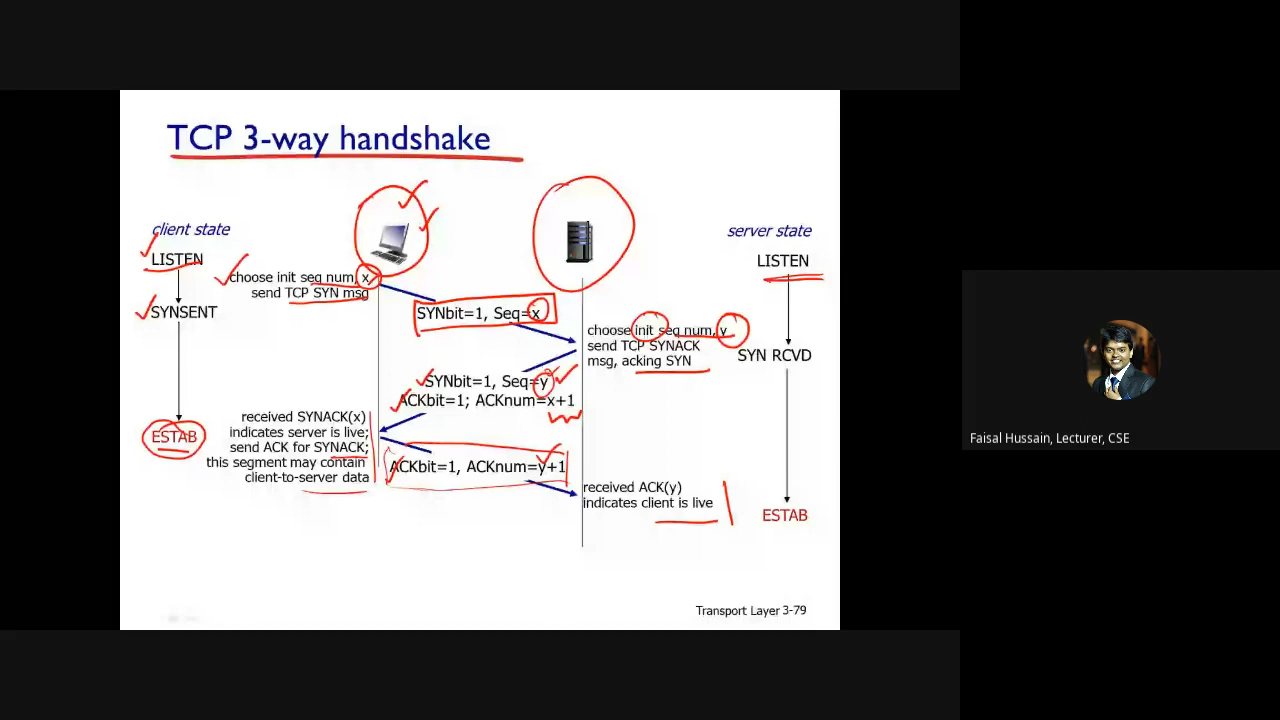 TCP 3-way handshake
client state
server state
LISTEN
LISTEN
choose init seq num, x
send TCP SYN msg
SYNSENT
SYNbit=1, Seq=x
choose init seq num, y
send TCP SYNACK
msg, acking SYN
SYN RCVD
SYNbit=1, Seq=y
ACKbit=1; ACKnum=x+1
received SYNACK(x)
indicates server is live;
send ACK for SYNACK;
this segment may contain
client-to-server data
ESTAB
ACKbit=1, ACKnum=y+1
received ACK(y)
indicates client is live
ESTAB
Transport Layer 3-79
Faisal Hussain, Lecturer, CSE